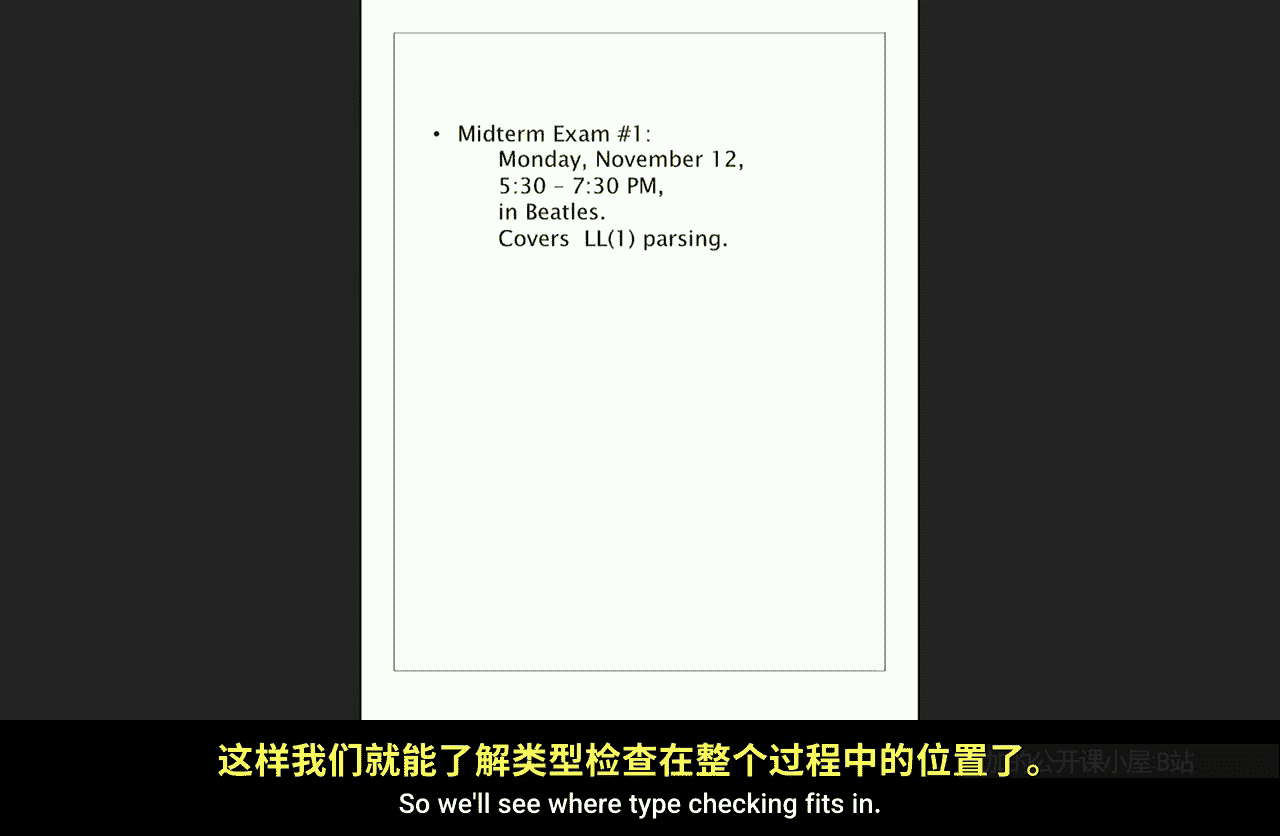 • Midterm Exam #1:
Monday, November 12,
5:30 – 7:30 PM,
in Beatles.
Covers LL(1) parsing.
这样我们就能了解类型检查在整个过程中的位置了。
的公开课小屋:B站
So we'll see where type checking fits in.